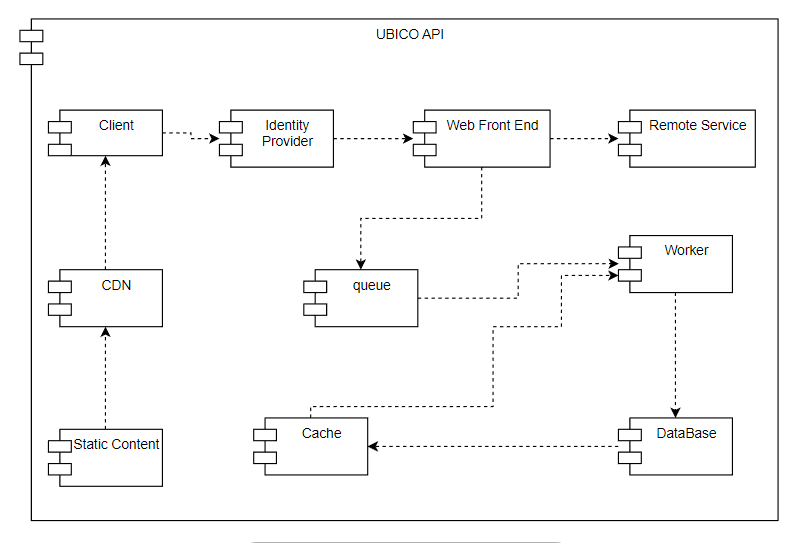 UBICO API
Client
Identity
Provider
Web Front End
Remote Service
CDN
queue
Worker
Static Content
Cache
DataBase